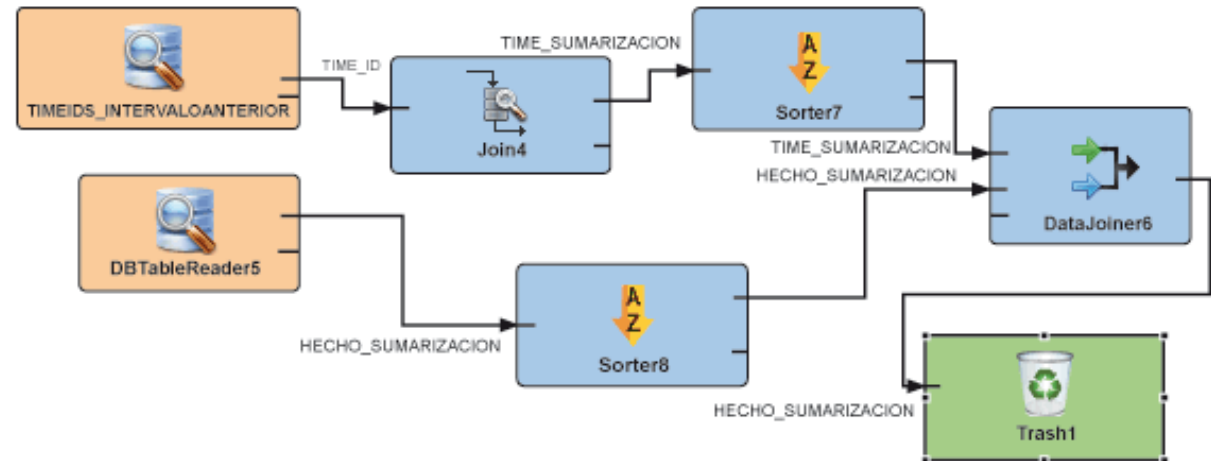 TIMEIDS_INTERVALOANTERIOR
TIME_ID
Join4
TIME_SUMARIZACION
A
Z
Sorter7
TIME_SUMARIZACION
HECHO_SUMARIZACION
DataJoiner6
DBTableReader5
HECHO_SUMARIZACION
A
Z
Sorter8
HECHO_SUMARIZACION
Trash1